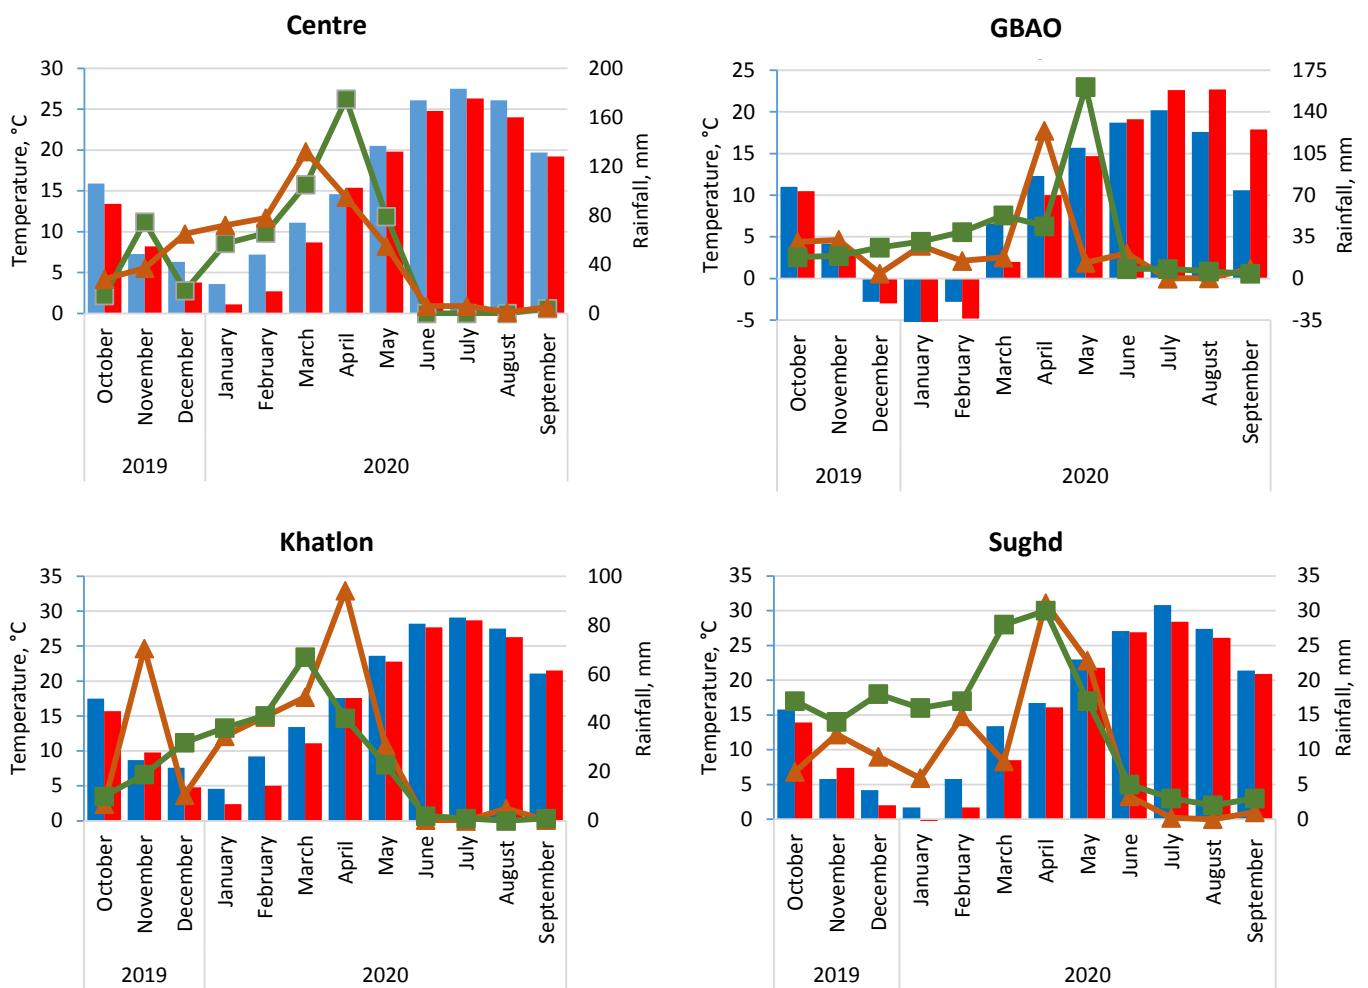 Centre
Temperature, °C
30
25
20
15
10
5
0
200
160
120
80
40
0
Rainfall, mm
October
November
December
January
February
March
April
May
June
July
August
September
2019
2020
GBAO
Temperature, °C
25
20
15
10
5
0
-5
175
140
105
70
35
0
-35
Rainfall, mm
October
November
December
January
February
March
April
May
June
July
August
September
2019
2020
Khatlon
Temperature, °C
35
30
25
20
15
10
5
0
100
80
60
40
20
0
Rainfall, mm
October
November
December
January
February
March
April
May
June
July
August
September
2019
2020
Sughd
Temperature, °C
35
30
25
20
15
10
5
0
35
30
25
20
15
10
5
0
Rainfall, mm
October
November
December
January
February
March
April
May
June
July
August
September
2019
2020